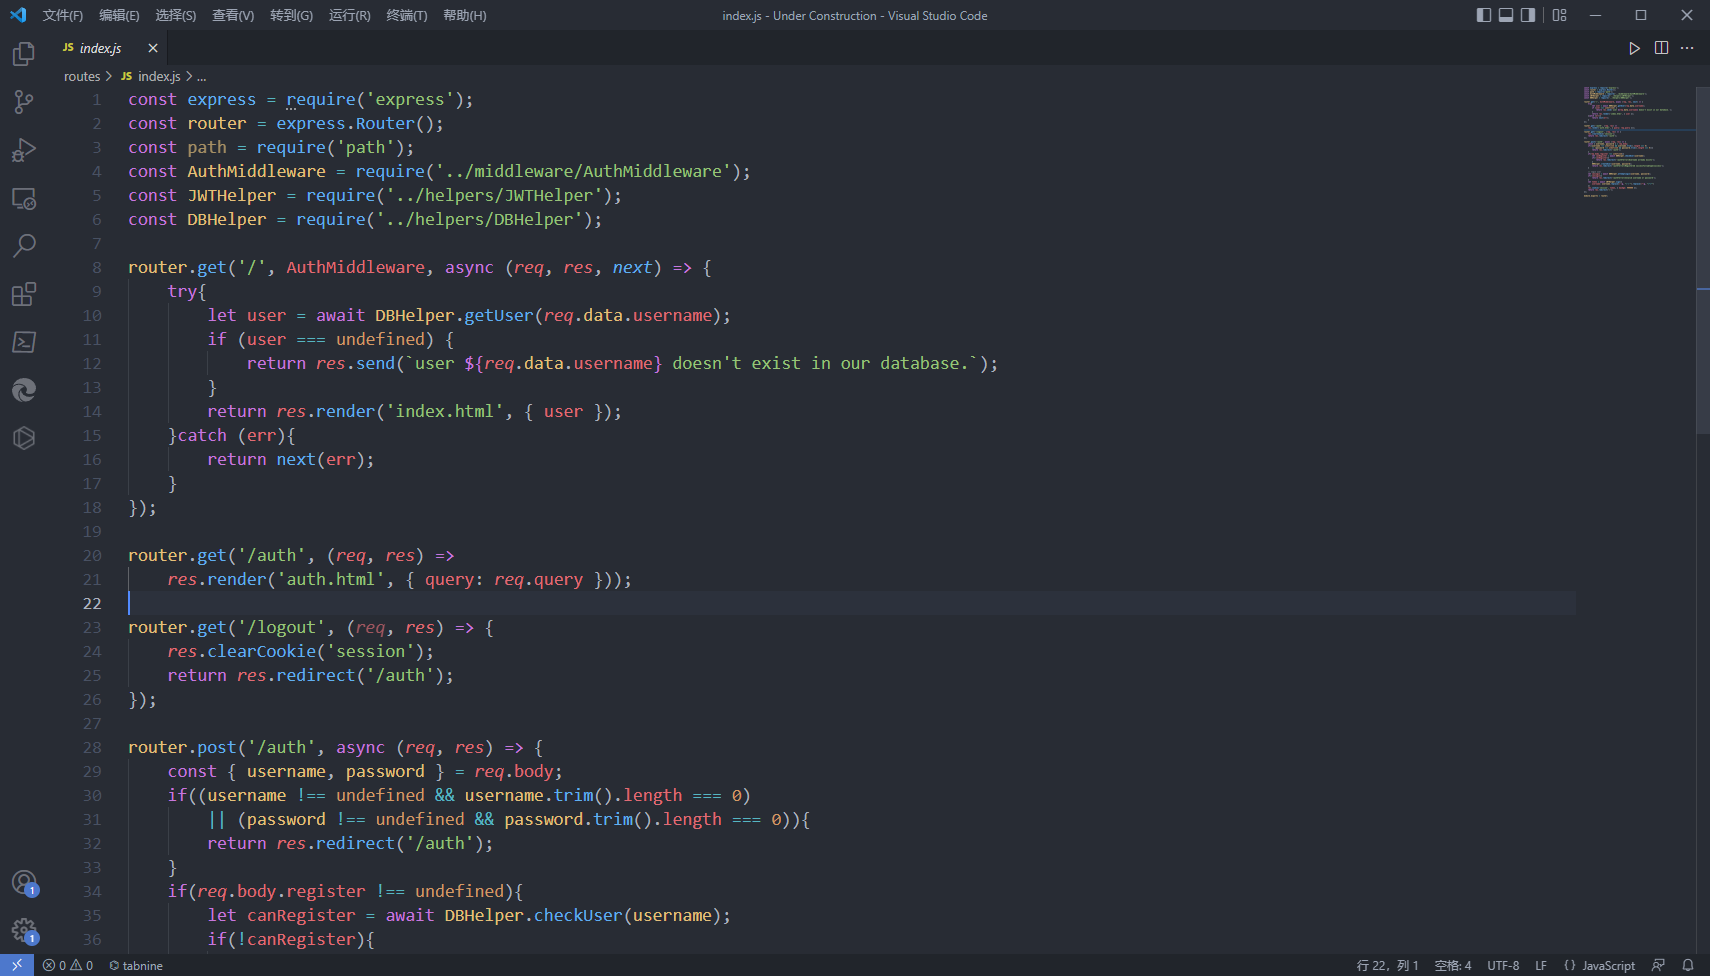 文件(F) 编辑(E) 选择(S) 查看(V) 转到(G) 运行(R) 终端(T) 帮助(H) index.js - Under Construction - Visual Studio Code
JS index.js
routes > JS index.js > ...
1 const express = require('express');
2 const router = express.Router();
3 const path = require('path');
4 const AuthMiddleware = require('../middleware/AuthMiddleware');
5 const JWTHelper = require('../helpers/JWTHelper');
6 const DBHelper = require('../helpers/DBHelper');
7
8 router.get('/', AuthMiddleware, async (req, res, next) => {
9     try{
10         let user = await DBHelper.getUser(req.data.username);
11         if (user === undefined) {
12             return res.send(`user ${req.data.username} doesn't exist in our database.`);
13         }
14         return res.render('index.html', { user });
15     }catch (err){
16         return next(err);
17     }
18 });
19
20 router.get('/auth', (req, res) =>
21     res.render('auth.html', { query: req.query }));
22
23 router.get('/logout', (req, res) => {
24     res.clearCookie('session');
25     return res.redirect('/auth');
26 });
27
28 router.post('/auth', async (req, res) => {
29     const { username, password } = req.body;
30     if((username !== undefined && username.trim().length === 0)
31         || (password !== undefined && password.trim().length === 0)){
32         return res.redirect('/auth');
33     }
34     if(req.body.register !== undefined){
35         let canRegister = await DBHelper.checkUser(username);
36         if(!canRegister){
1
1
0 0 tabnine 行 22，列 1 空格: 4 UTF-8 LF {} JavaScript